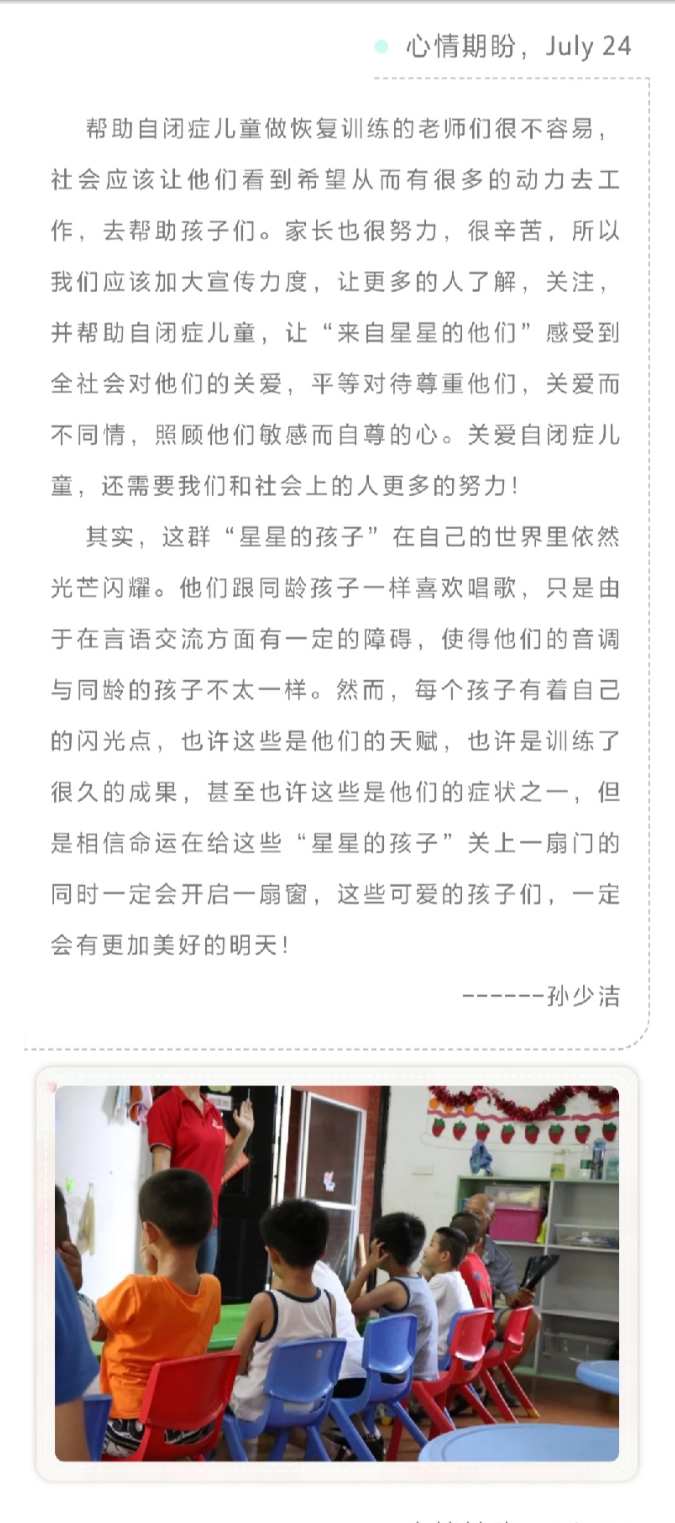 心情期盼，July 24
帮助自闭症儿童做恢复训练的老师们很不容易，
社会应该让他们看到希望从而有很多的动力去工
作，去帮助孩子们。家长也很努力，很辛苦，所以
我们应该加大宣传力度，让更多的人了解，关注，
并帮助自闭症儿童，让“来自星星的他们”感受到
全社会对他们的关爱，平等对待尊重他们，关爱而
不同情，照顾他们敏感而自尊的心。关爱自闭症儿
童，还需要我们和社会上的人更多的努力！
其实，这群“星星的孩子”在自己的世界里依然
光芒闪耀。他们跟同龄孩子一样喜欢唱歌，只是由
于在言语交流方面有一定的障碍，使得他们的音调
与同龄的孩子不太一样。然而，每个孩子有着自己
的闪光点，也许这些是他们的天赋，也许是训练了
很久的成果，甚至也许这些是他们的症状之一，但
是相信命运在给这些“星星的孩子”关上一扇门的
同时一定会开启一扇窗，这些可爱的孩子们，一定
会有更加美好的明天！
------孙少洁